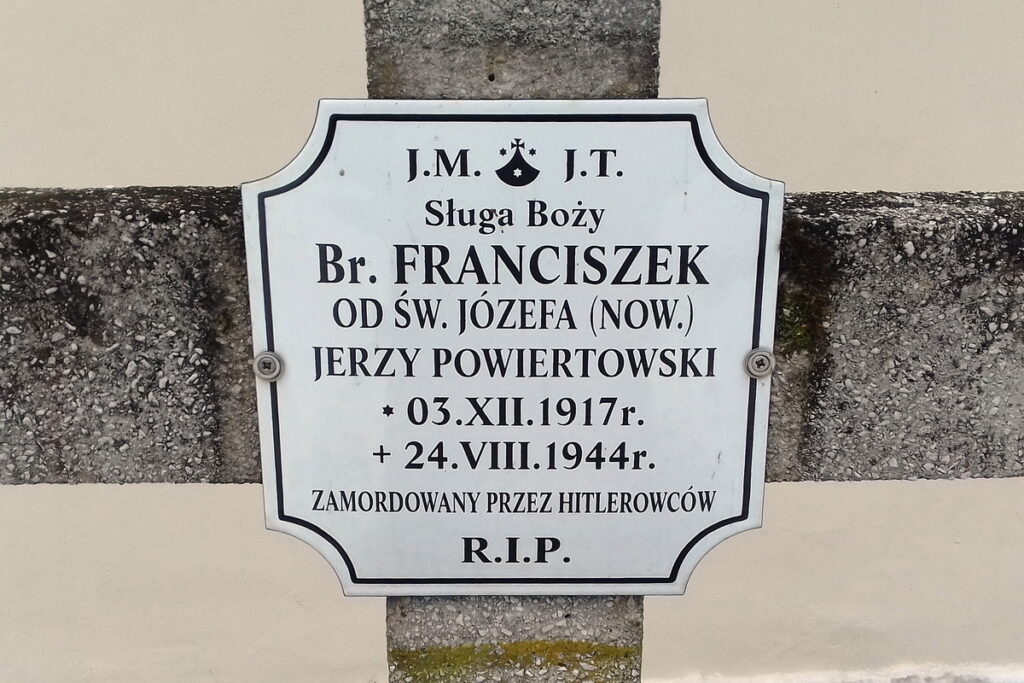 J.M. J.T.
Sługa Boży
Br. FRANCISZEK
OD ŚW. JÓZEFA (NOW.)
JERZY POWIERTOWSKI
* 03.XII.1917r.
+ 24.VIII.1944r.
ZAMORDOWANY PRZEZ HITLEROWCÓW
R.I.P.